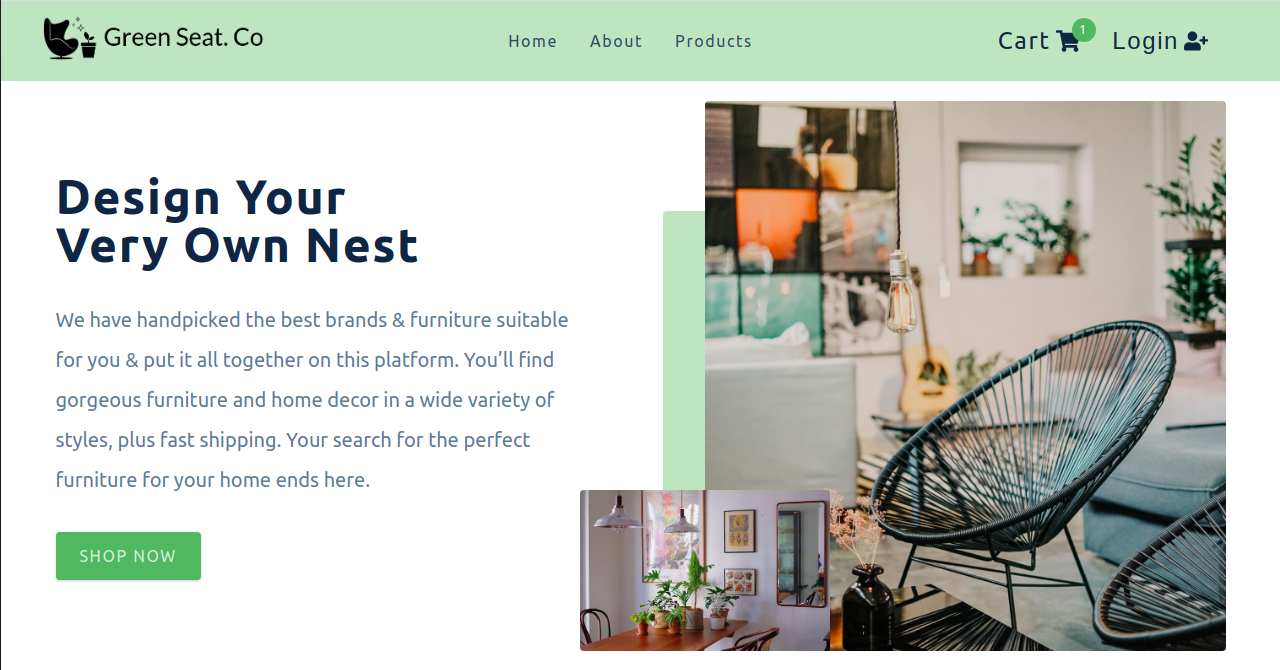 Green Seat. Co
Home About Products
Cart 1 Login
Design Your
Very Own Nest
We have handpicked the best brands & furniture suitable
for you & put it all together on this platform. You’ll find
gorgeous furniture and home decor in a wide variety of
styles, plus fast shipping. Your search for the perfect
furniture for your home ends here.
SHOP NOW